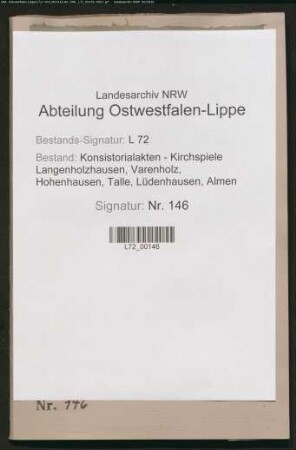 Landesarchiv NRW
Abteilung Ostwestfalen-Lippe
Bestands-Signatur: L 72
Bestand: Konsistorialakten - Kirchspiele
Langenholzhausen, Varenholz,
Hohenhausen, Talle, Lüdenhausen, Almen
Signatur: Nr. 146
L72_00146
Nr. 146